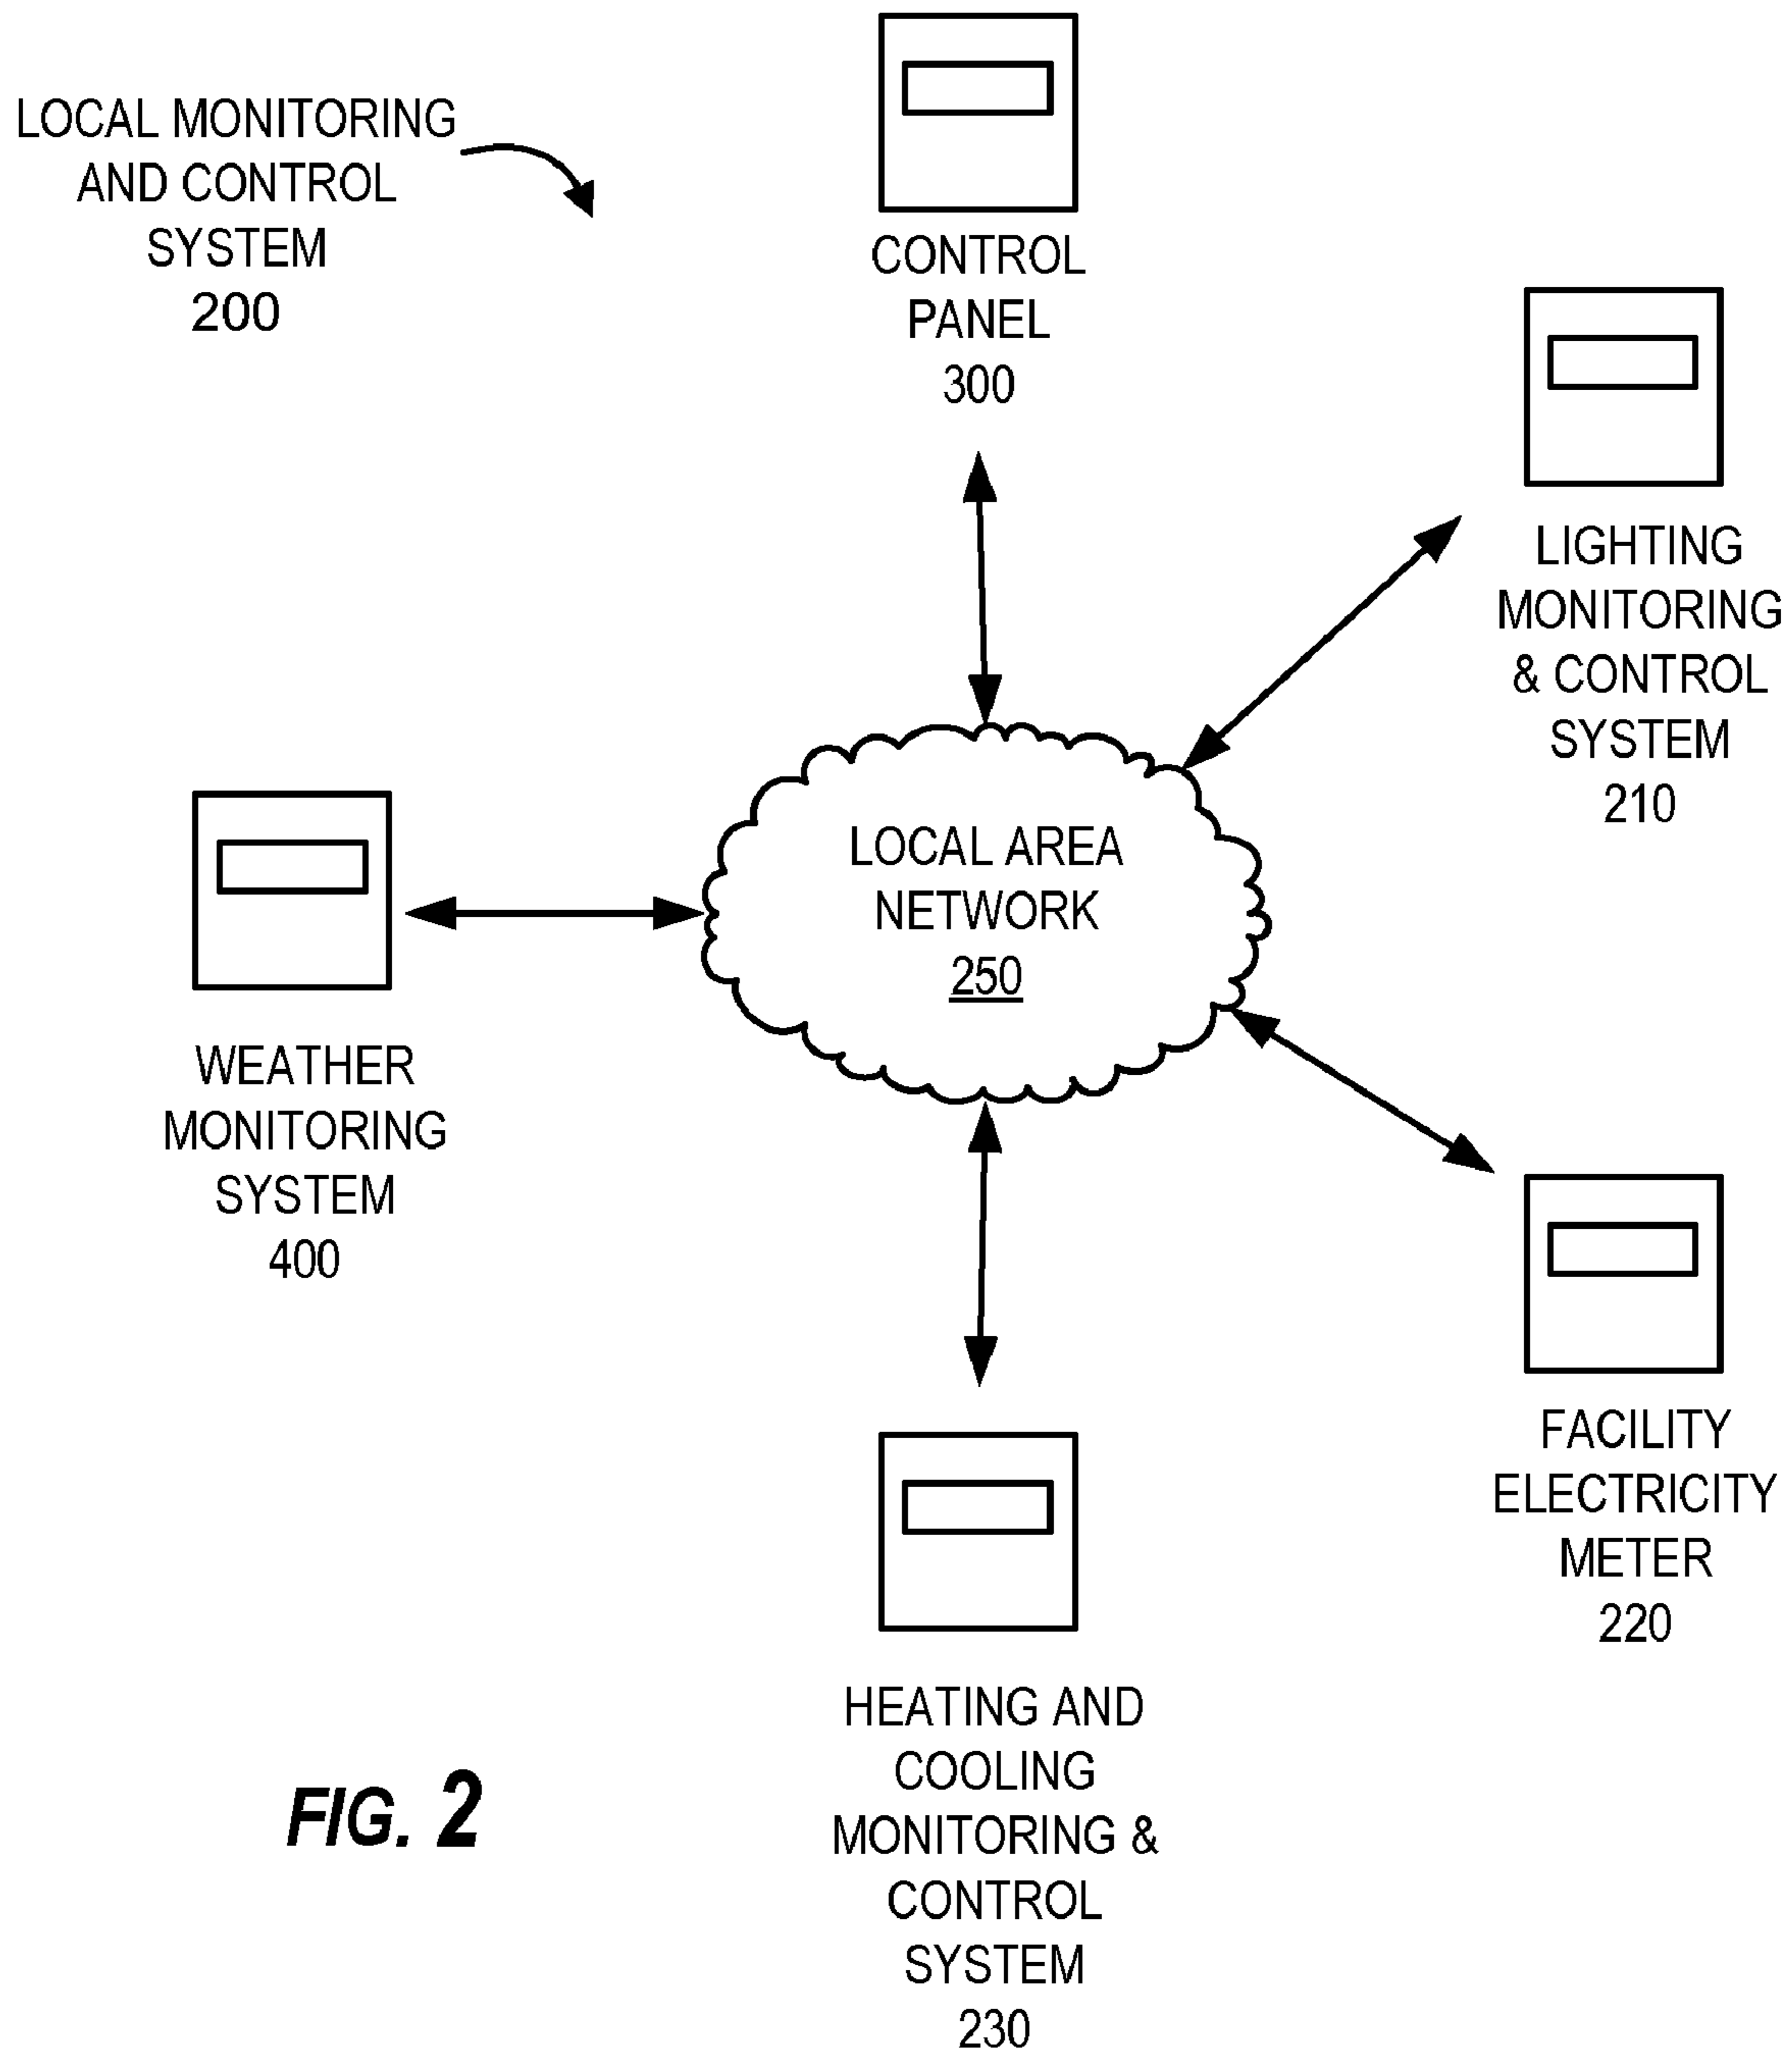 LOCAL MONITORING
AND CONTROL
SYSTEM
200
CONTROL
PANEL
300
LIGHTING
MONITORING
& CONTROL
SYSTEM
210
LOCAL AREA
NETWORK
250
WEATHER
MONITORING
SYSTEM
400
FACILITY
ELECTRICITY
METER
220
HEATING AND
COOLING
MONITORING &
CONTROL
SYSTEM
230
FIG. 2